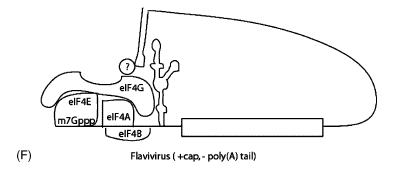 ?
eIF4G
eIF4E
m7Gppp eIF4A
eIF4B
(F) Flavivirus ( +cap, - poly(A) tail)